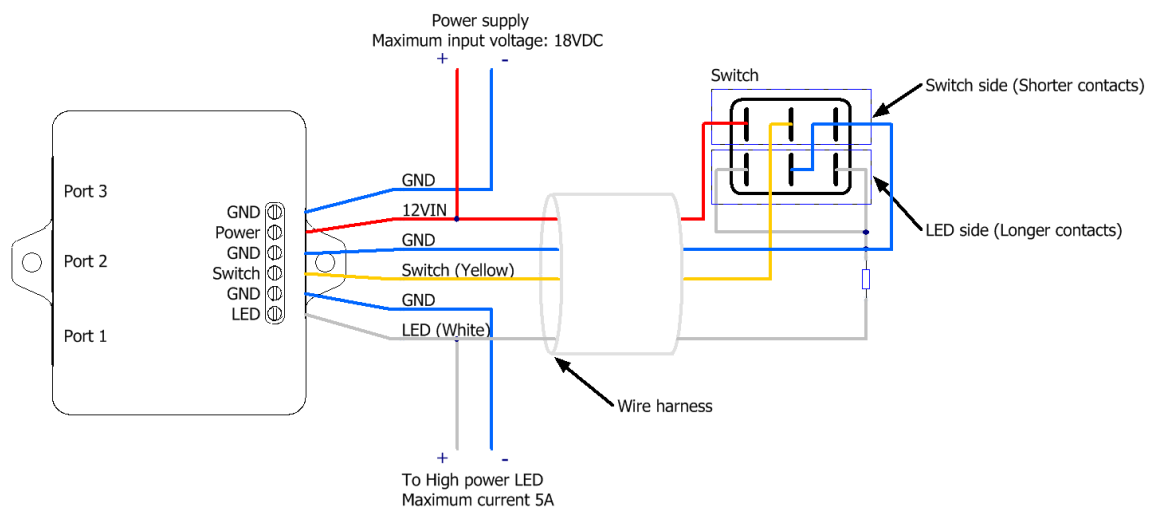 Power supply
Maximum input voltage: 18VDC
+ -
Switch
Switch side (Shorter contacts)
LED side (Longer contacts)
Port 3
Port 2
Port 1
GND
Power
GND
Switch
GND
LED
GND
12VIN
GND
Switch (Yellow)
GND
LED (White)
Wire harness
+ -
To High power LED
Maximum current 5A